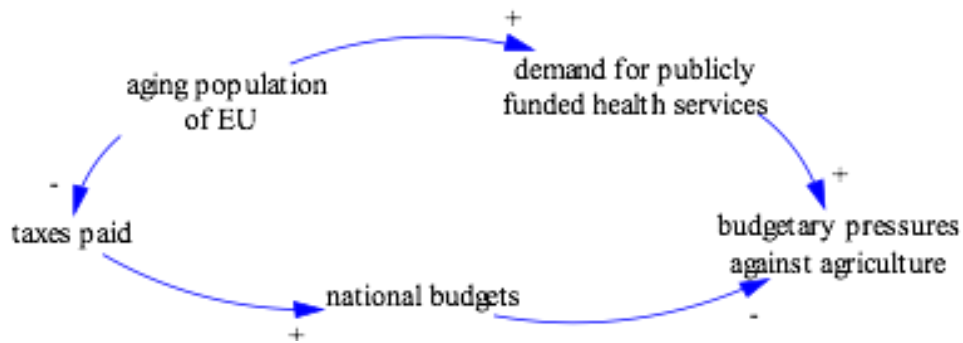 +
demand for publicly
funded health services
aging population
of EU
-
+
taxes paid
budgetary pressures
against agriculture
national budgets
+
-